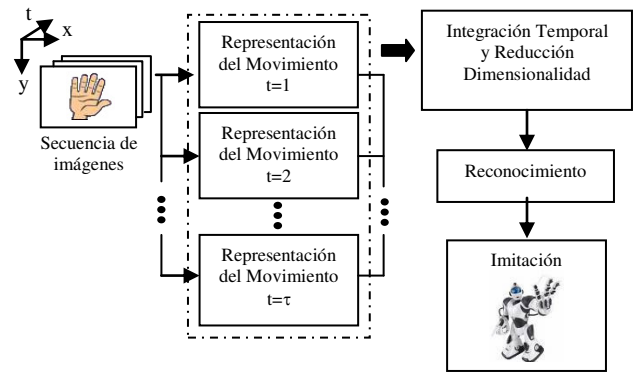 t
x
y
Secuencia de
imágenes
Representación
del Movimiento
t=1
Representación
del Movimiento
t=2
Representación
del Movimiento
t=τ
Integración Temporal
y Reducción
Dimensionalidad
Reconocimiento
Imitación